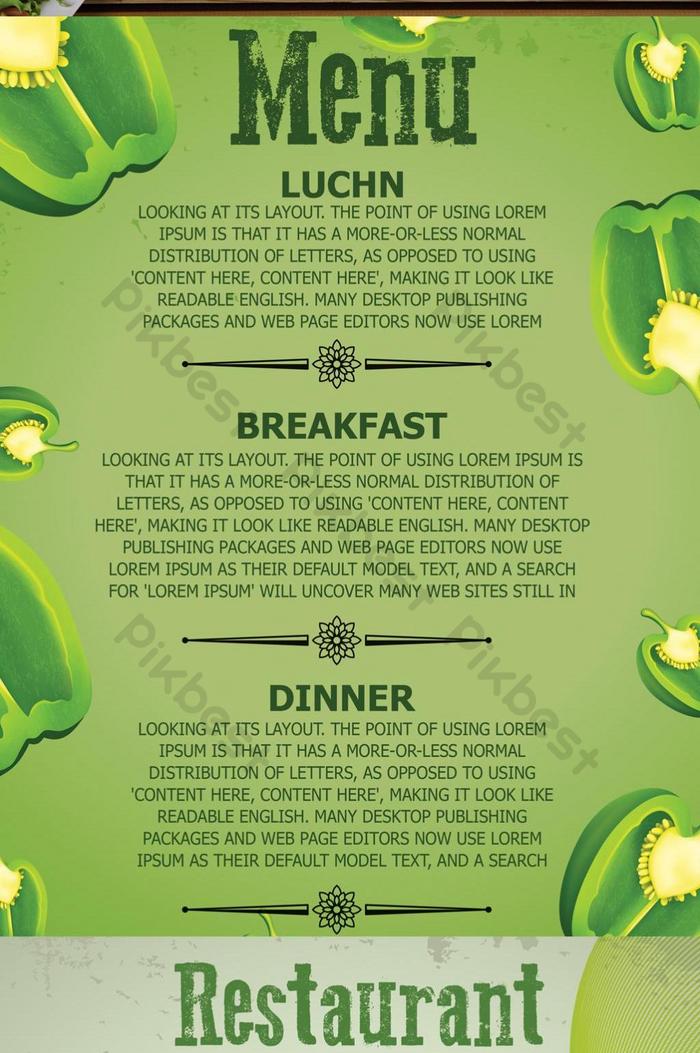 Menu
LUCHN
LOOKING AT ITS LAYOUT. THE POINT OF USING LOREM
IPSUM IS THAT IT HAS A MORE-OR-LESS NORMAL
DISTRIBUTION OF LETTERS, AS OPPOSED TO USING
'CONTENT HERE, CONTENT HERE', MAKING IT LOOK LIKE
READABLE ENGLISH. MANY DESKTOP PUBLISHING
PACKAGES AND WEB PAGE EDITORS NOW USE LOREM
BREAKFAST
LOOKING AT ITS LAYOUT. THE POINT OF USING LOREM IPSUM IS
THAT IT HAS A MORE-OR-LESS NORMAL DISTRIBUTION OF
LETTERS, AS OPPOSED TO USING 'CONTENT HERE, CONTENT
HERE', MAKING IT LOOK LIKE READABLE ENGLISH. MANY DESKTOP
PUBLISHING PACKAGES AND WEB PAGE EDITORS NOW USE
LOREM IPSUM AS THEIR DEFAULT MODEL TEXT, AND A SEARCH
FOR 'LOREM IPSUM' WILL UNCOVER MANY WEB SITES STILL IN
DINNER
LOOKING AT ITS LAYOUT. THE POINT OF USING LOREM
IPSUM IS THAT IT HAS A MORE-OR-LESS NORMAL
DISTRIBUTION OF LETTERS, AS OPPOSED TO USING
'CONTENT HERE, CONTENT HERE', MAKING IT LOOK LIKE
READABLE ENGLISH. MANY DESKTOP PUBLISHING
PACKAGES AND WEB PAGE EDITORS NOW USE LOREM
IPSUM AS THEIR DEFAULT MODEL TEXT, AND A SEARCH
Restaurant
pikbest
pikbest
pikbest
pikbest
pikbest